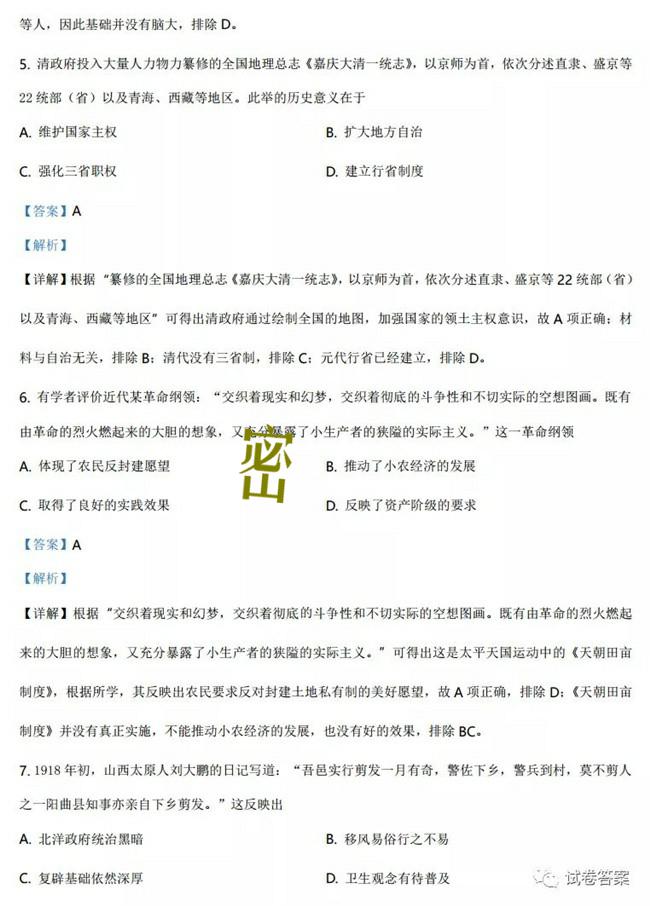 等人，因此基础并没有脑大，排除 D。
5. 清政府投入大量人力物力纂修的全国地理总志《嘉庆大清一统志》，以京师为首，依次分述直隶、盛京等
22 统部（省）以及青海、西藏等地区。此举的历史意义在于
A. 维护国家主权
B. 扩大地方自治
C. 强化三省职权
D. 建立行省制度
【答案】A
【解析】
【详解】根据“纂修的全国地理总志《嘉庆大清一统志》，以京师为首，依次分述直隶、盛京等 22 统部（省）
以及青海、西藏等地区”可得出清政府通过绘制全国的地图，加强国家的领土主权意识，故 A 项正确；材
料与自治无关，排除 B；清代没有三省制，排除 C；元代行省已经建立，排除 D。
6. 有学者评价近代某革命纲领：“交织着现实和幻梦，交织着彻底的斗争性和不切实际的空想图画。既有
由革命的烈火燃起来的大胆的想象，又充分暴露了小生产者的狭隘的实际主义。”这一革命纲领
A. 体现了农民反封建愿望
B. 推动了小农经济的发展
C. 取得了良好的实践效果
D. 反映了资产阶级的要求
密
【答案】A
【解析】
【详解】根据“交织着现实和幻梦，交织着彻底的斗争性和不切实际的空想图画。既有由革命的烈火燃起
来的大胆的想象，又充分暴露了小生产者的狭隘的实际主义。”可得出这是太平天国运动中的《天朝田亩
制度》，根据所学，其反映出农民要求反对封建土地私有制的美好愿望，故 A 项正确，排除 D；《天朝田亩
制度》并没有真正实施，不能推动小农经济的发展，也没有好的效果，排除 BC。
7. 1918 年初，山西太原人刘大鹏的日记写道：“吾邑实行剪发一月有奇，警佐下乡，警兵到村，莫不剪人
之一阳曲县知事亦亲自下乡剪发。”这反映出
A. 北洋政府统治黑暗
B. 移风易俗行之不易
C. 复辟基础依然深厚
D. 卫生观念有待普及
试卷答案